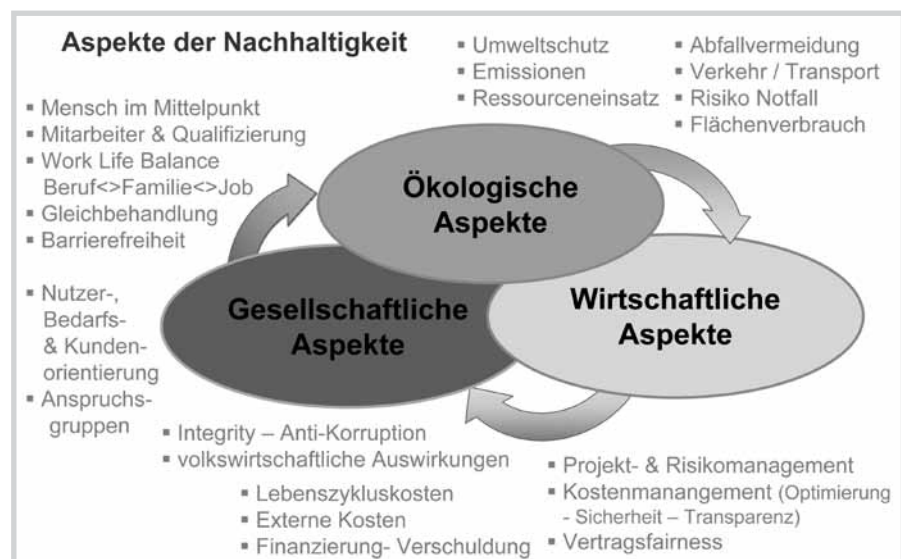 Aspekte der Nachhaltigkeit
▪ Umweltschutz
▪ Emissionen
▪ Ressourceneinsatz
▪ Abfallvermeidung
▪ Verkehr / Transport
▪ Risiko Notfall
▪ Flächenverbrauch
▪ Mensch im Mittelpunkt
▪ Mitarbeiter & Qualifizierung
▪ Work Life Balance
Beruf<>Familie<>Job
▪ Gleichbehandlung
▪ Barrierefreiheit
▪ Nutzer-,
Bedarfs-
& Kunden-
orientierung
▪ Anspruchs-
gruppen
Ökologische
Aspekte
Gesellschaftliche
Aspekte
Wirtschaftliche
Aspekte
▪ Integrity – Anti-Korruption
▪ volkswirtschaftliche Auswirkungen
▪ Lebenszykluskosten
▪ Externe Kosten
▪ Finanzierung- Verschuldung
▪ Projekt- & Risikomanagement
▪ Kostenmanangement (Optimierung
- Sicherheit – Transparenz)
▪ Vertragsfairness